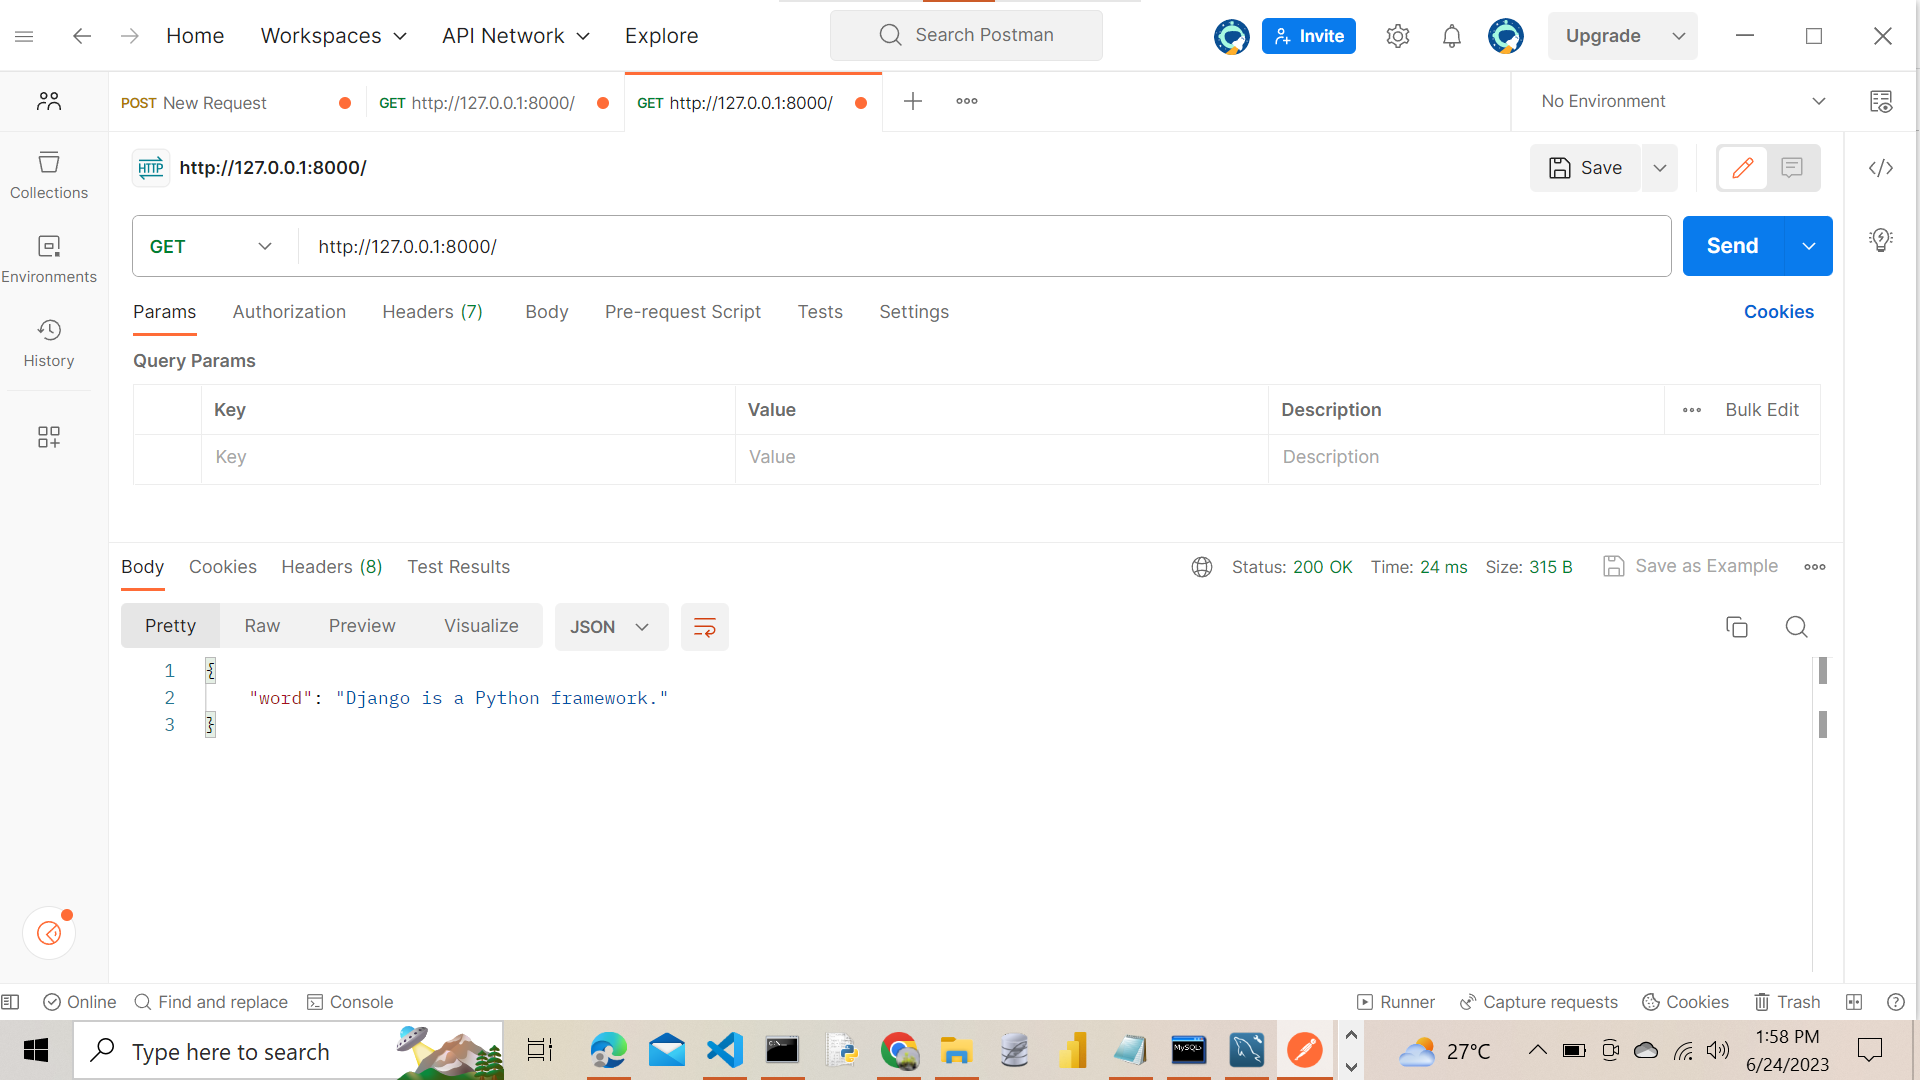 Home Workspaces API Network Explore Search Postman Invite Upgrade
POST New Request GET http://127.0.0.1:8000/ GET http://127.0.0.1:8000/ No Environment
HTTP http://127.0.0.1:8000/ Save
Collections
GET http://127.0.0.1:8000/ Send
Environments
Params Authorization Headers (7) Body Pre-request Script Tests Settings Cookies
History
Query Params
Key Value Description Bulk Edit
Key Value Description
Body Cookies Headers (8) Test Results Status: 200 OK Time: 24 ms Size: 315 B Save as Example
Pretty Raw Preview Visualize JSON
1 {
2 "word": "Django is a Python framework."
3 }
Online Find and replace Console Runner Capture requests Cookies Trash
Type here to search MySQL 27°C 1:58 PM
6/24/2023